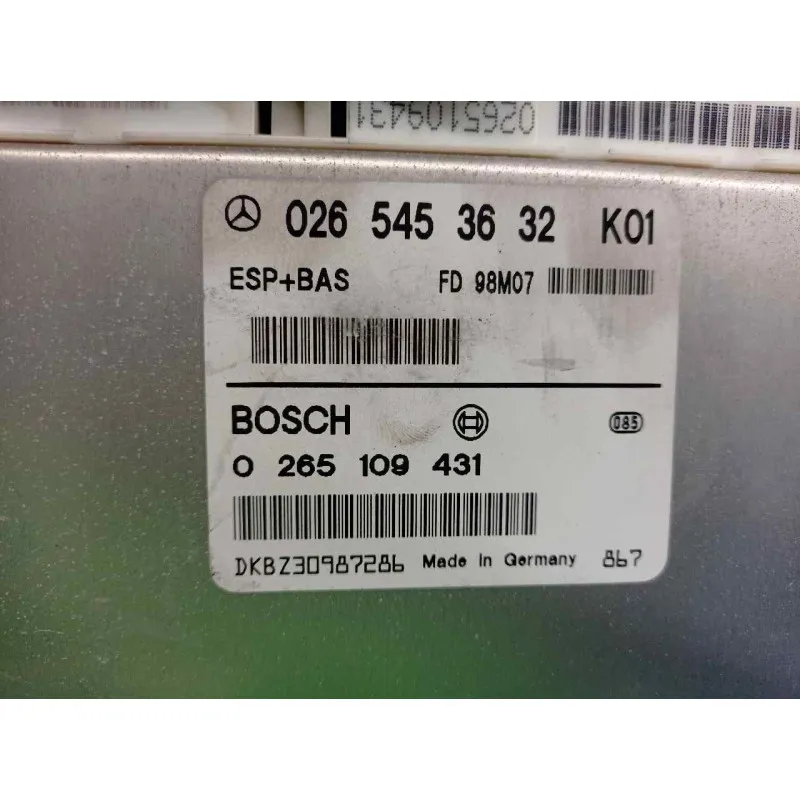 0265109431
026 545 36 32 K01
ESP+BAS FD 98M07
BOSCH 085
0 265 109 431
DKBZ30987286 Made in Germany 867